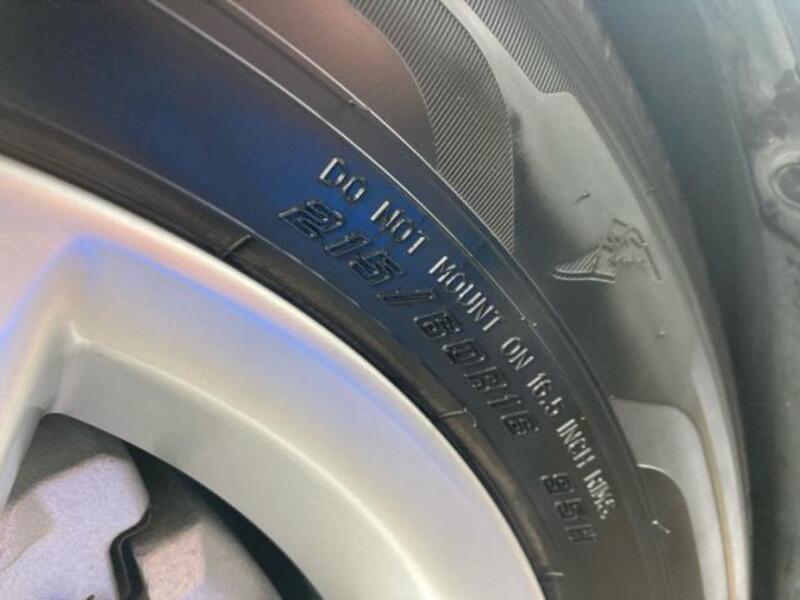 DO NOT MOUNT ON 16.5 INCH RIMS.
215/60R16 95H